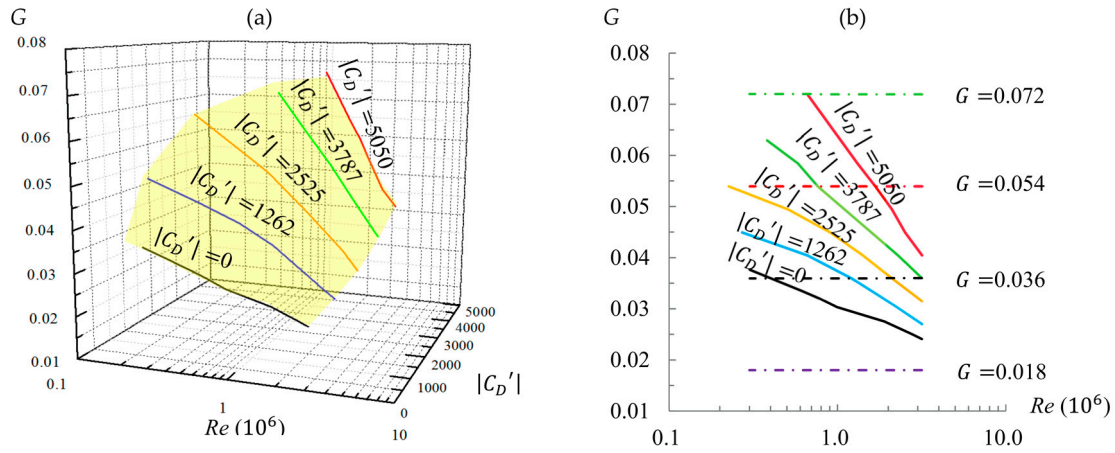 G
(a)
0.08
0.07
0.06
0.05
0.04
0.03
0.02
0.01
|C_D′|=5050
|C_D′|=3787
|C_D′|=2525
|C_D′|=1262
|C_D′|=0
5000
4000
3000
2000
1000
0
|C_D′|
0.1
1
10
Re (10⁶)
G
(b)
0.08
0.07
0.06
0.05
0.04
0.03
0.02
0.01
|C_D′|=5050
|C_D′|=3787
|C_D′|=2525
|C_D′|=1262
|C_D′|=0
G =0.072
G =0.054
G =0.036
G =0.018
Re (10⁶)
0.1
1.0
10.0